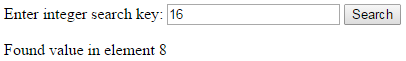 Enter integer search key: 16 Search
Found value in element 8